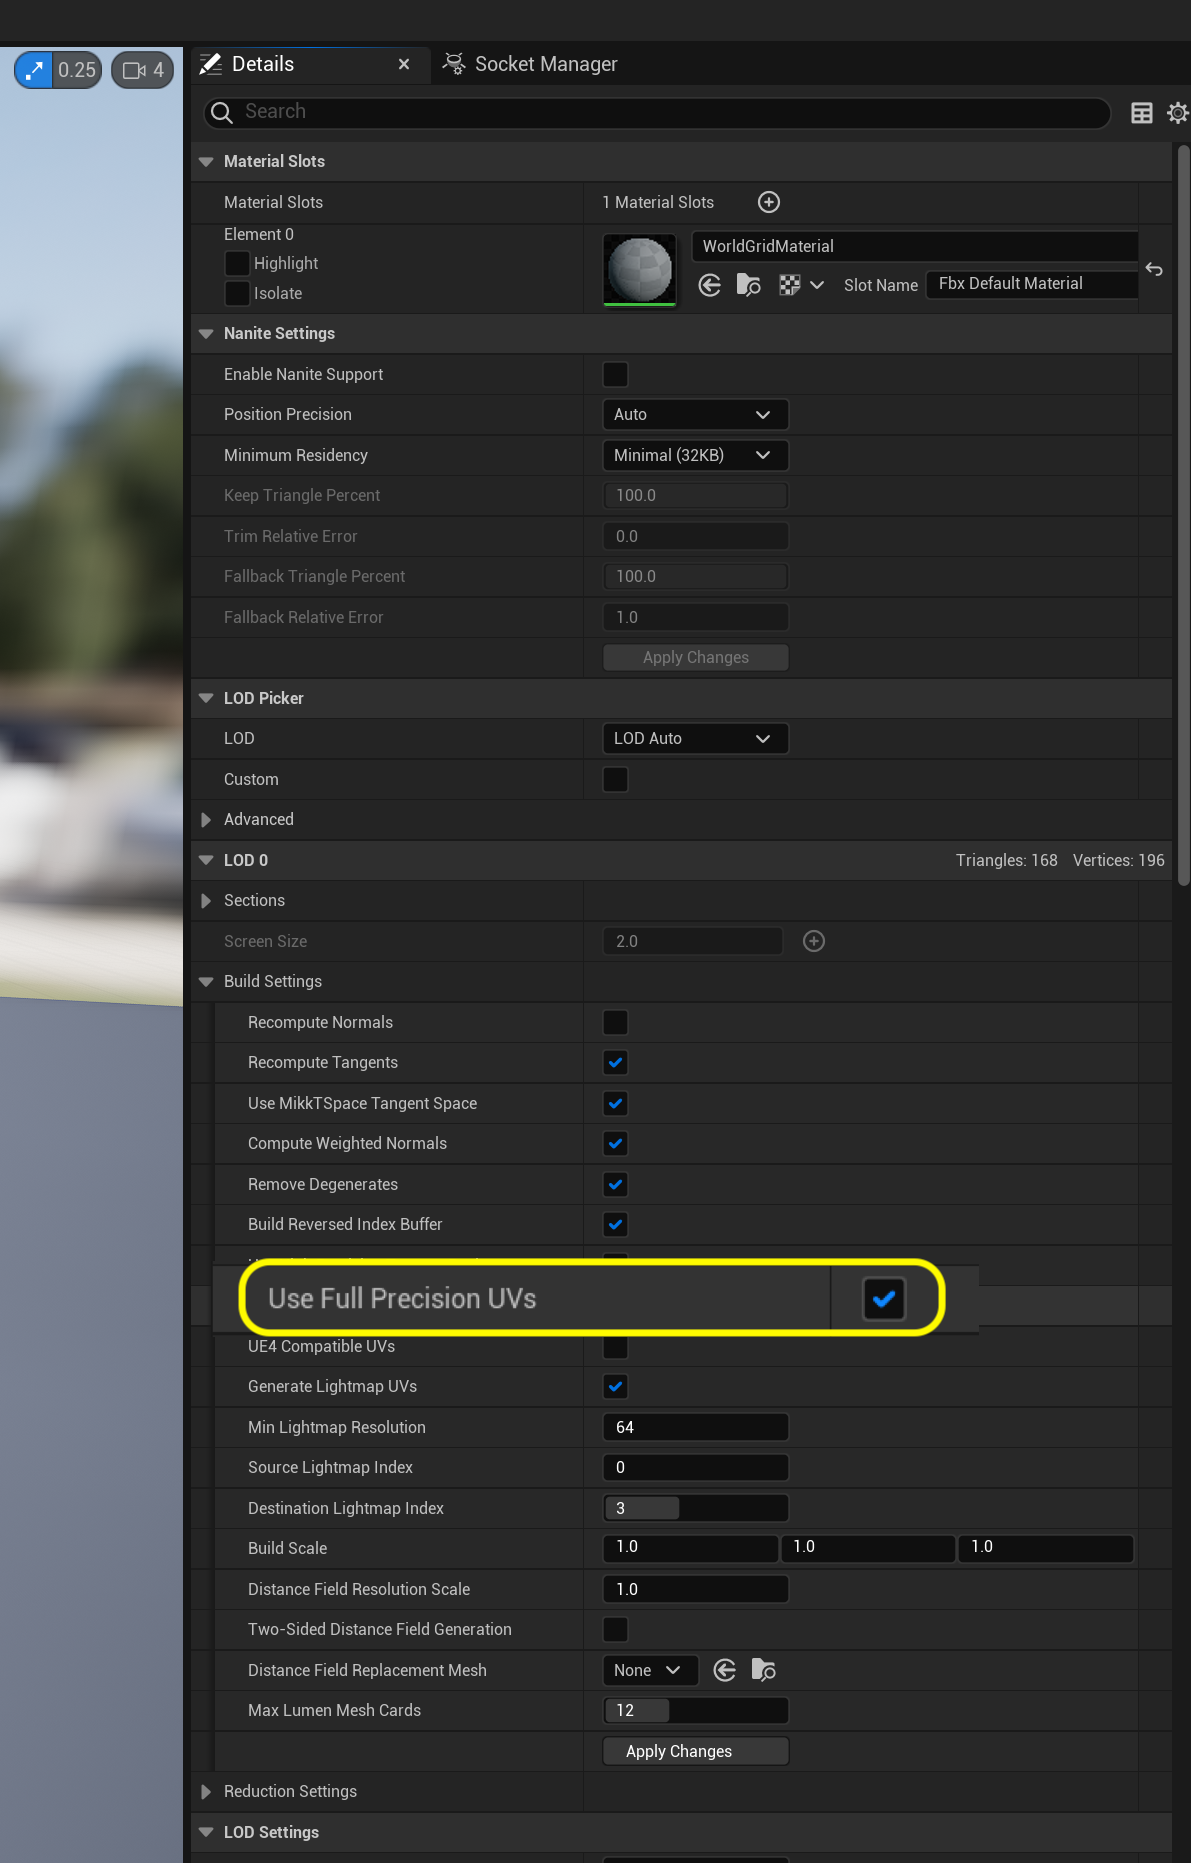 0.25
4
Details
Socket Manager
Search
Material Slots
Material Slots
1 Material Slots
Element 0
Highlight
Isolate
WorldGridMaterial
Slot Name
Fbx Default Material
Nanite Settings
Enable Nanite Support
Position Precision
Auto
Minimum Residency
Minimal (32KB)
Keep Triangle Percent
100.0
Trim Relative Error
0.0
Fallback Triangle Percent
100.0
Fallback Relative Error
1.0
Apply Changes
LOD Picker
LOD
LOD Auto
Custom
Advanced
LOD 0
Triangles: 168
Vertices: 196
Sections
Screen Size
2.0
Build Settings
Recompute Normals
Recompute Tangents
Use MikkTSpace Tangent Space
Compute Weighted Normals
Remove Degenerates
Build Reversed Index Buffer
Use Full Precision UVs
UE4 Compatible UVs
Generate Lightmap UVs
Min Lightmap Resolution
64
Source Lightmap Index
0
Destination Lightmap Index
3
Build Scale
1.0
1.0
1.0
Distance Field Resolution Scale
1.0
Two-Sided Distance Field Generation
Distance Field Replacement Mesh
None
Max Lumen Mesh Cards
12
Apply Changes
Reduction Settings
LOD Settings